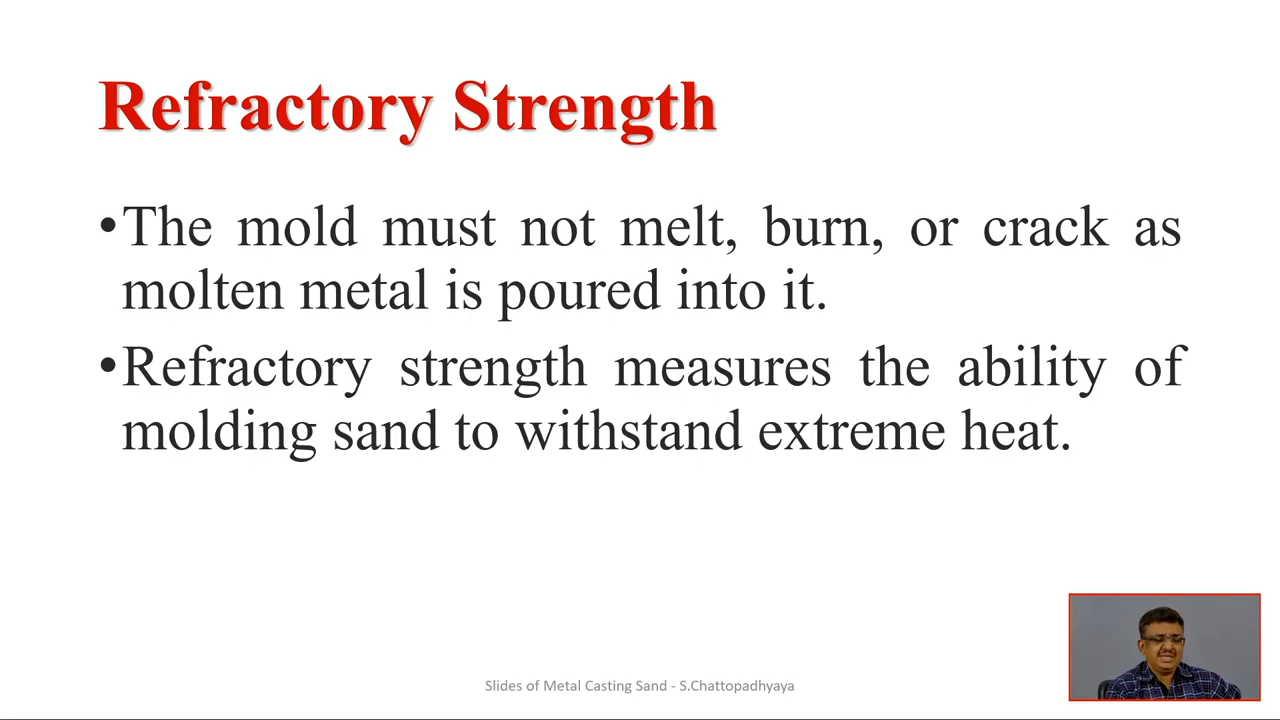 Refractory Strength
•The mold must not melt, burn, or crack as
molten metal is poured into it.
•Refractory strength measures the ability of
molding sand to withstand extreme heat.
Slides of Metal Casting Sand - S.Chattopadhyaya